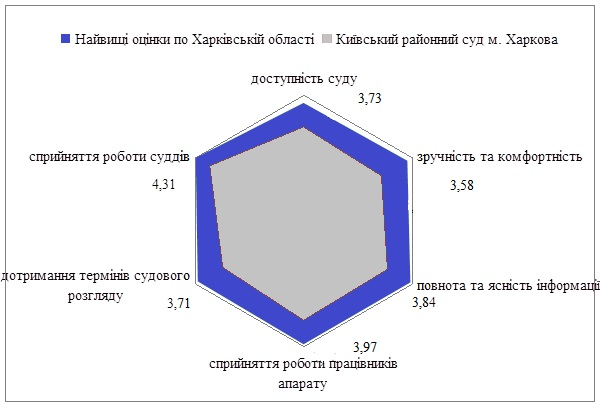 Найвищі оцінки по Харківській області Київський районний суд м. Харкова
доступність суду
3,73
зручність та комфортність
3,58
повнота та ясність інформації
3,84
3,97
сприйняття роботи працівників
апарату
дотримання термінів судового
розгляду
3,71
сприйняття роботи суддів
4,31